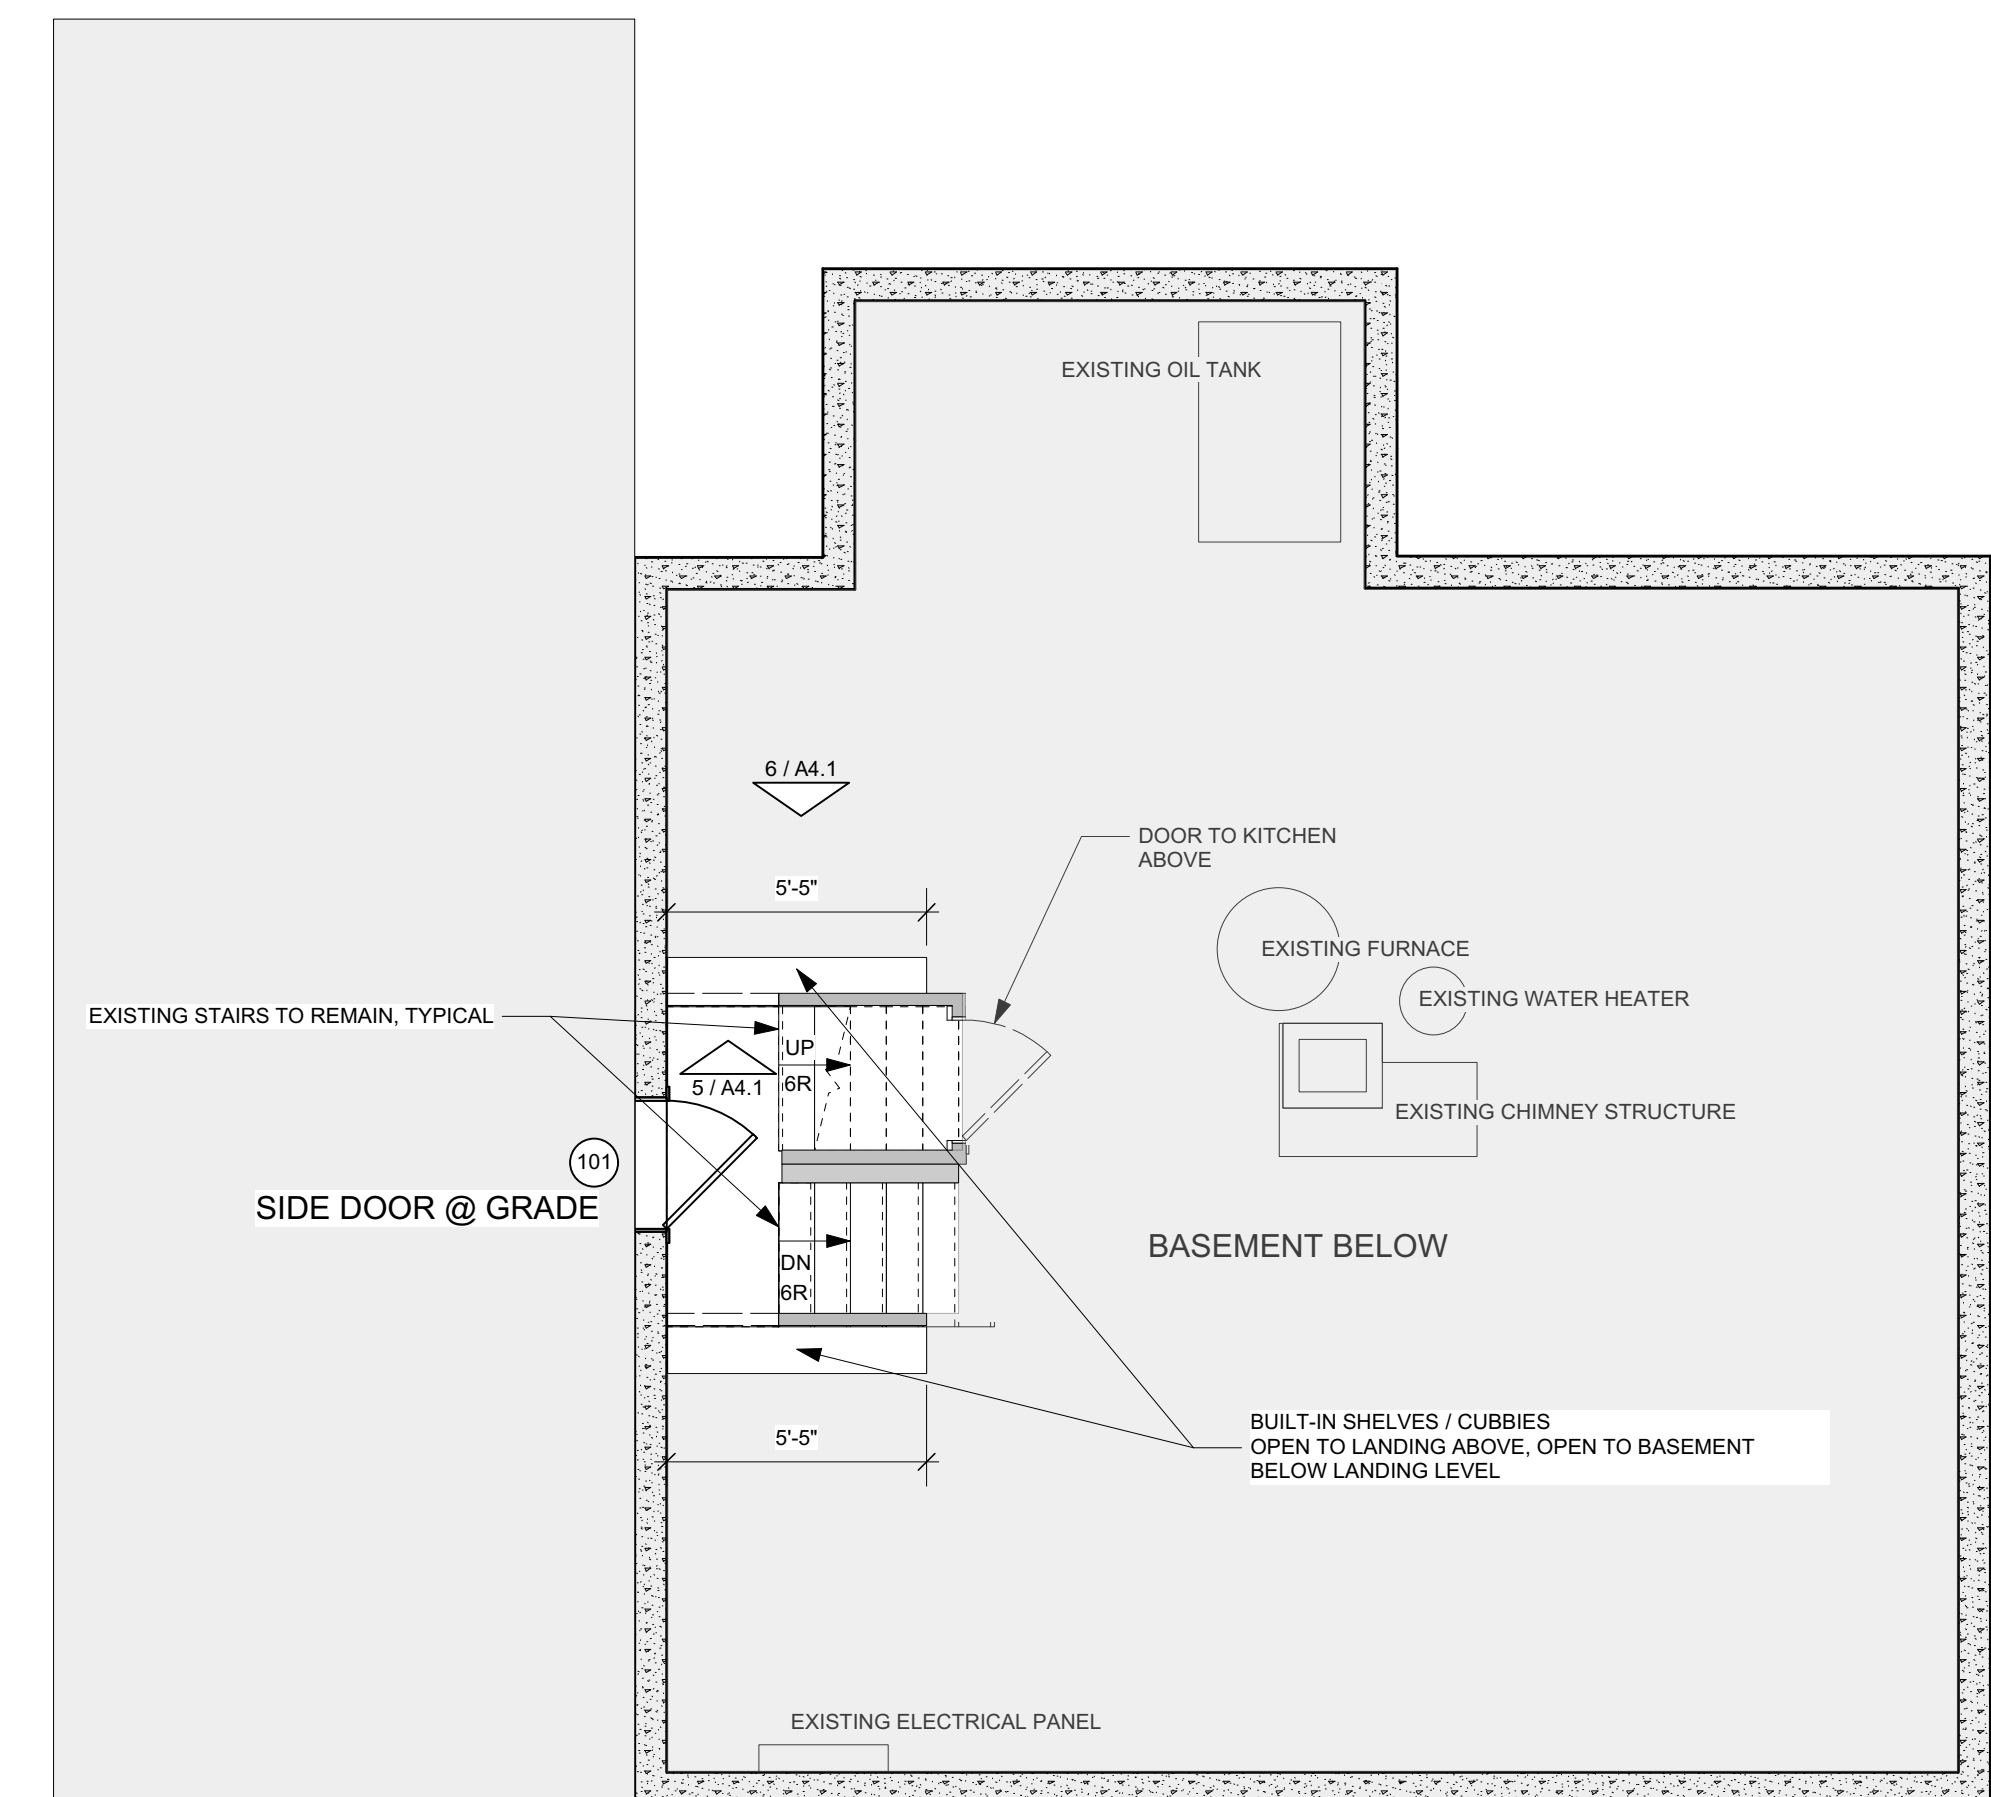 EXISTING OIL TANK
6 / A4.1
DOOR TO KITCHEN
ABOVE
5'-5"
EXISTING FURNACE
EXISTING WATER HEATER
EXISTING STAIRS TO REMAIN, TYPICAL
UP
6R
5 / A4.1
EXISTING CHIMNEY STRUCTURE
101
SIDE DOOR @ GRADE
BASEMENT BELOW
DN
6R
5'-5"
BUILT-IN SHELVES / CUBBIES
OPEN TO LANDING ABOVE, OPEN TO BASEMENT
BELOW LANDING LEVEL
EXISTING ELECTRICAL PANEL